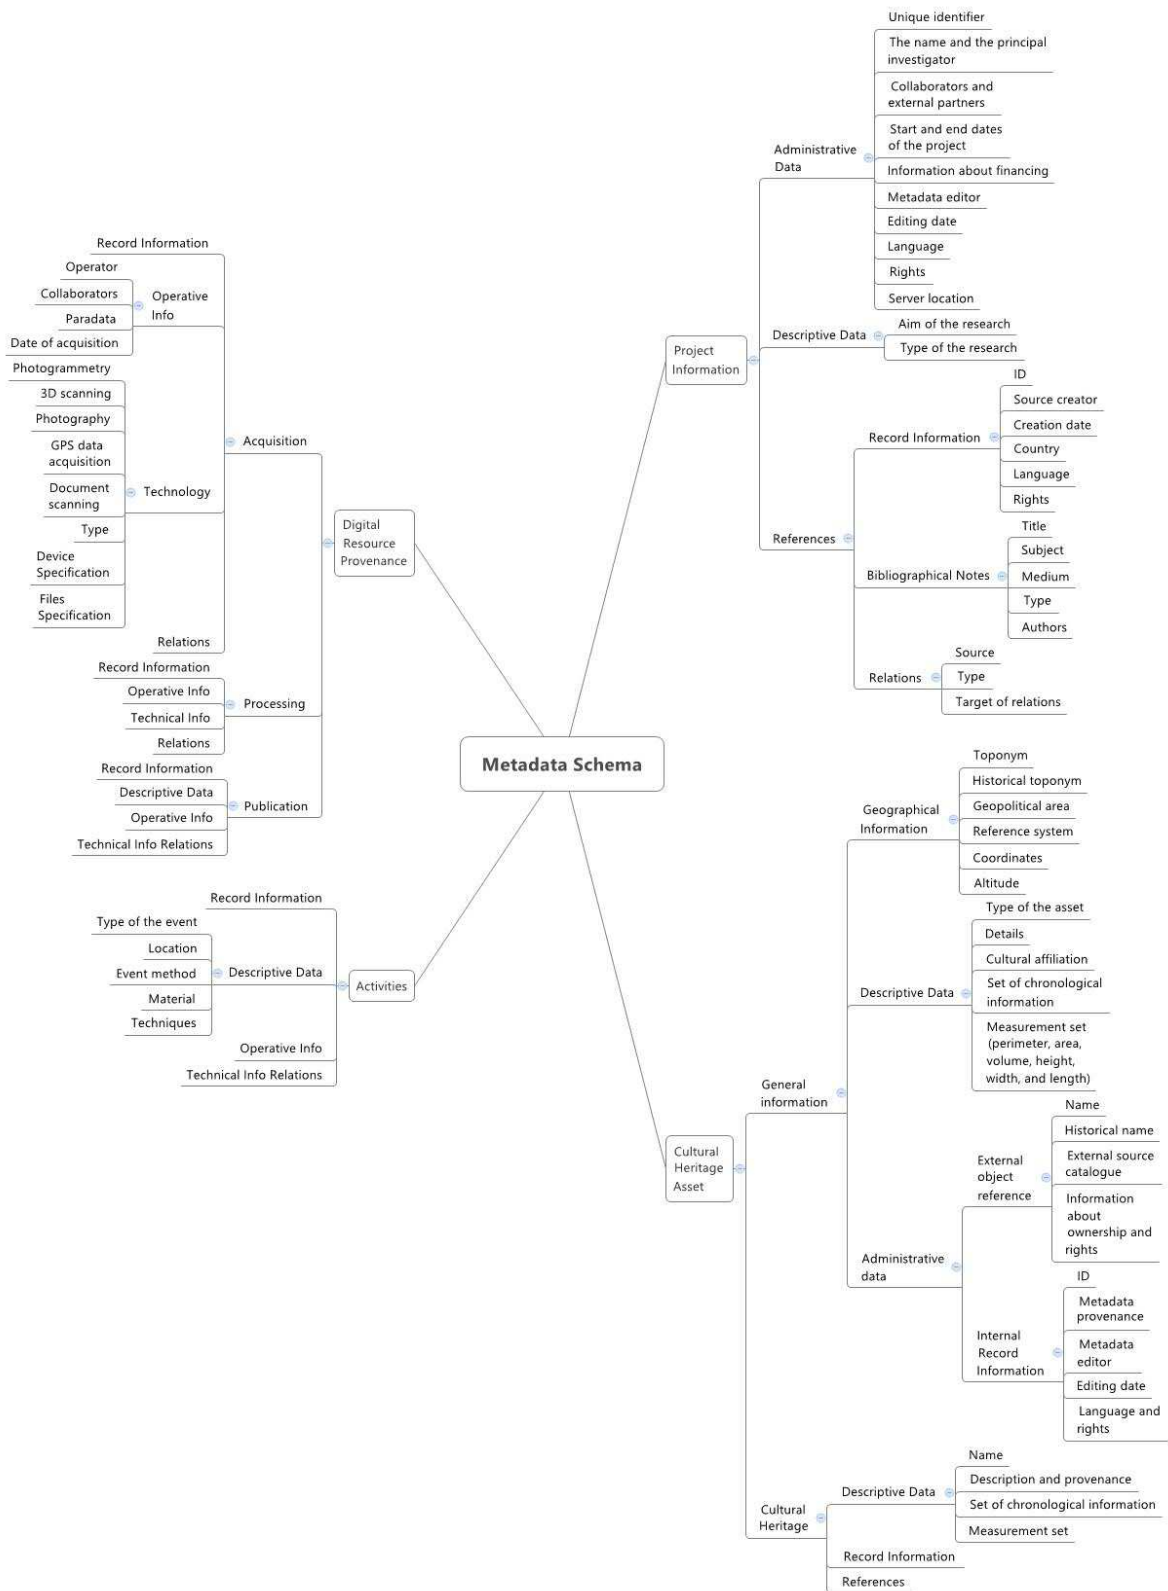 Metadata Schema
Project
Information
Administrative
Data
Unique identifier
The name and the principal
investigator
Collaborators and
external partners
Start and end dates
of the project
Information about financing
Metadata editor
Editing date
Language
Rights
Server location
Descriptive Data
Aim of the research
Type of the research
References
Record Information
ID
Source creator
Creation date
Country
Language
Rights
Bibliographical Notes
Title
Subject
Medium
Type
Authors
Relations
Source
Type
Target of relations
Cultural
Heritage
Asset
General
information
Geographical
Information
Toponym
Historical toponym
Geopolitical area
Reference system
Coordinates
Altitude
Descriptive Data
Type of the asset
Details
Cultural affiliation
Set of chronological
information
Measurement set
(perimeter, area,
volume, height,
width, and length)
Administrative
data
External
object
reference
Name
Historical name
External source
catalogue
Information
about
ownership and
rights
Internal
Record
Information
ID
Metadata
provenance
Metadata
editor
Editing date
Language and
rights
Cultural
Heritage
Descriptive Data
Name
Description and provenance
Set of chronological information
Measurement set
Record Information
References
Digital
Resource
Provenance
Acquisition
Record Information
Operative
Info
Operator
Collaborators
Paradata
Date of acquisition
Technology
Photogrammetry
3D scanning
Photography
GPS data
acquisition
Document
scanning
Type
Device
Specification
Files
Specification
Relations
Processing
Record Information
Operative Info
Technical Info
Relations
Publication
Record Information
Descriptive Data
Operative Info
Technical Info Relations
Activities
Record Information
Descriptive Data
Type of the event
Location
Event method
Material
Techniques
Operative Info
Technical Info Relations